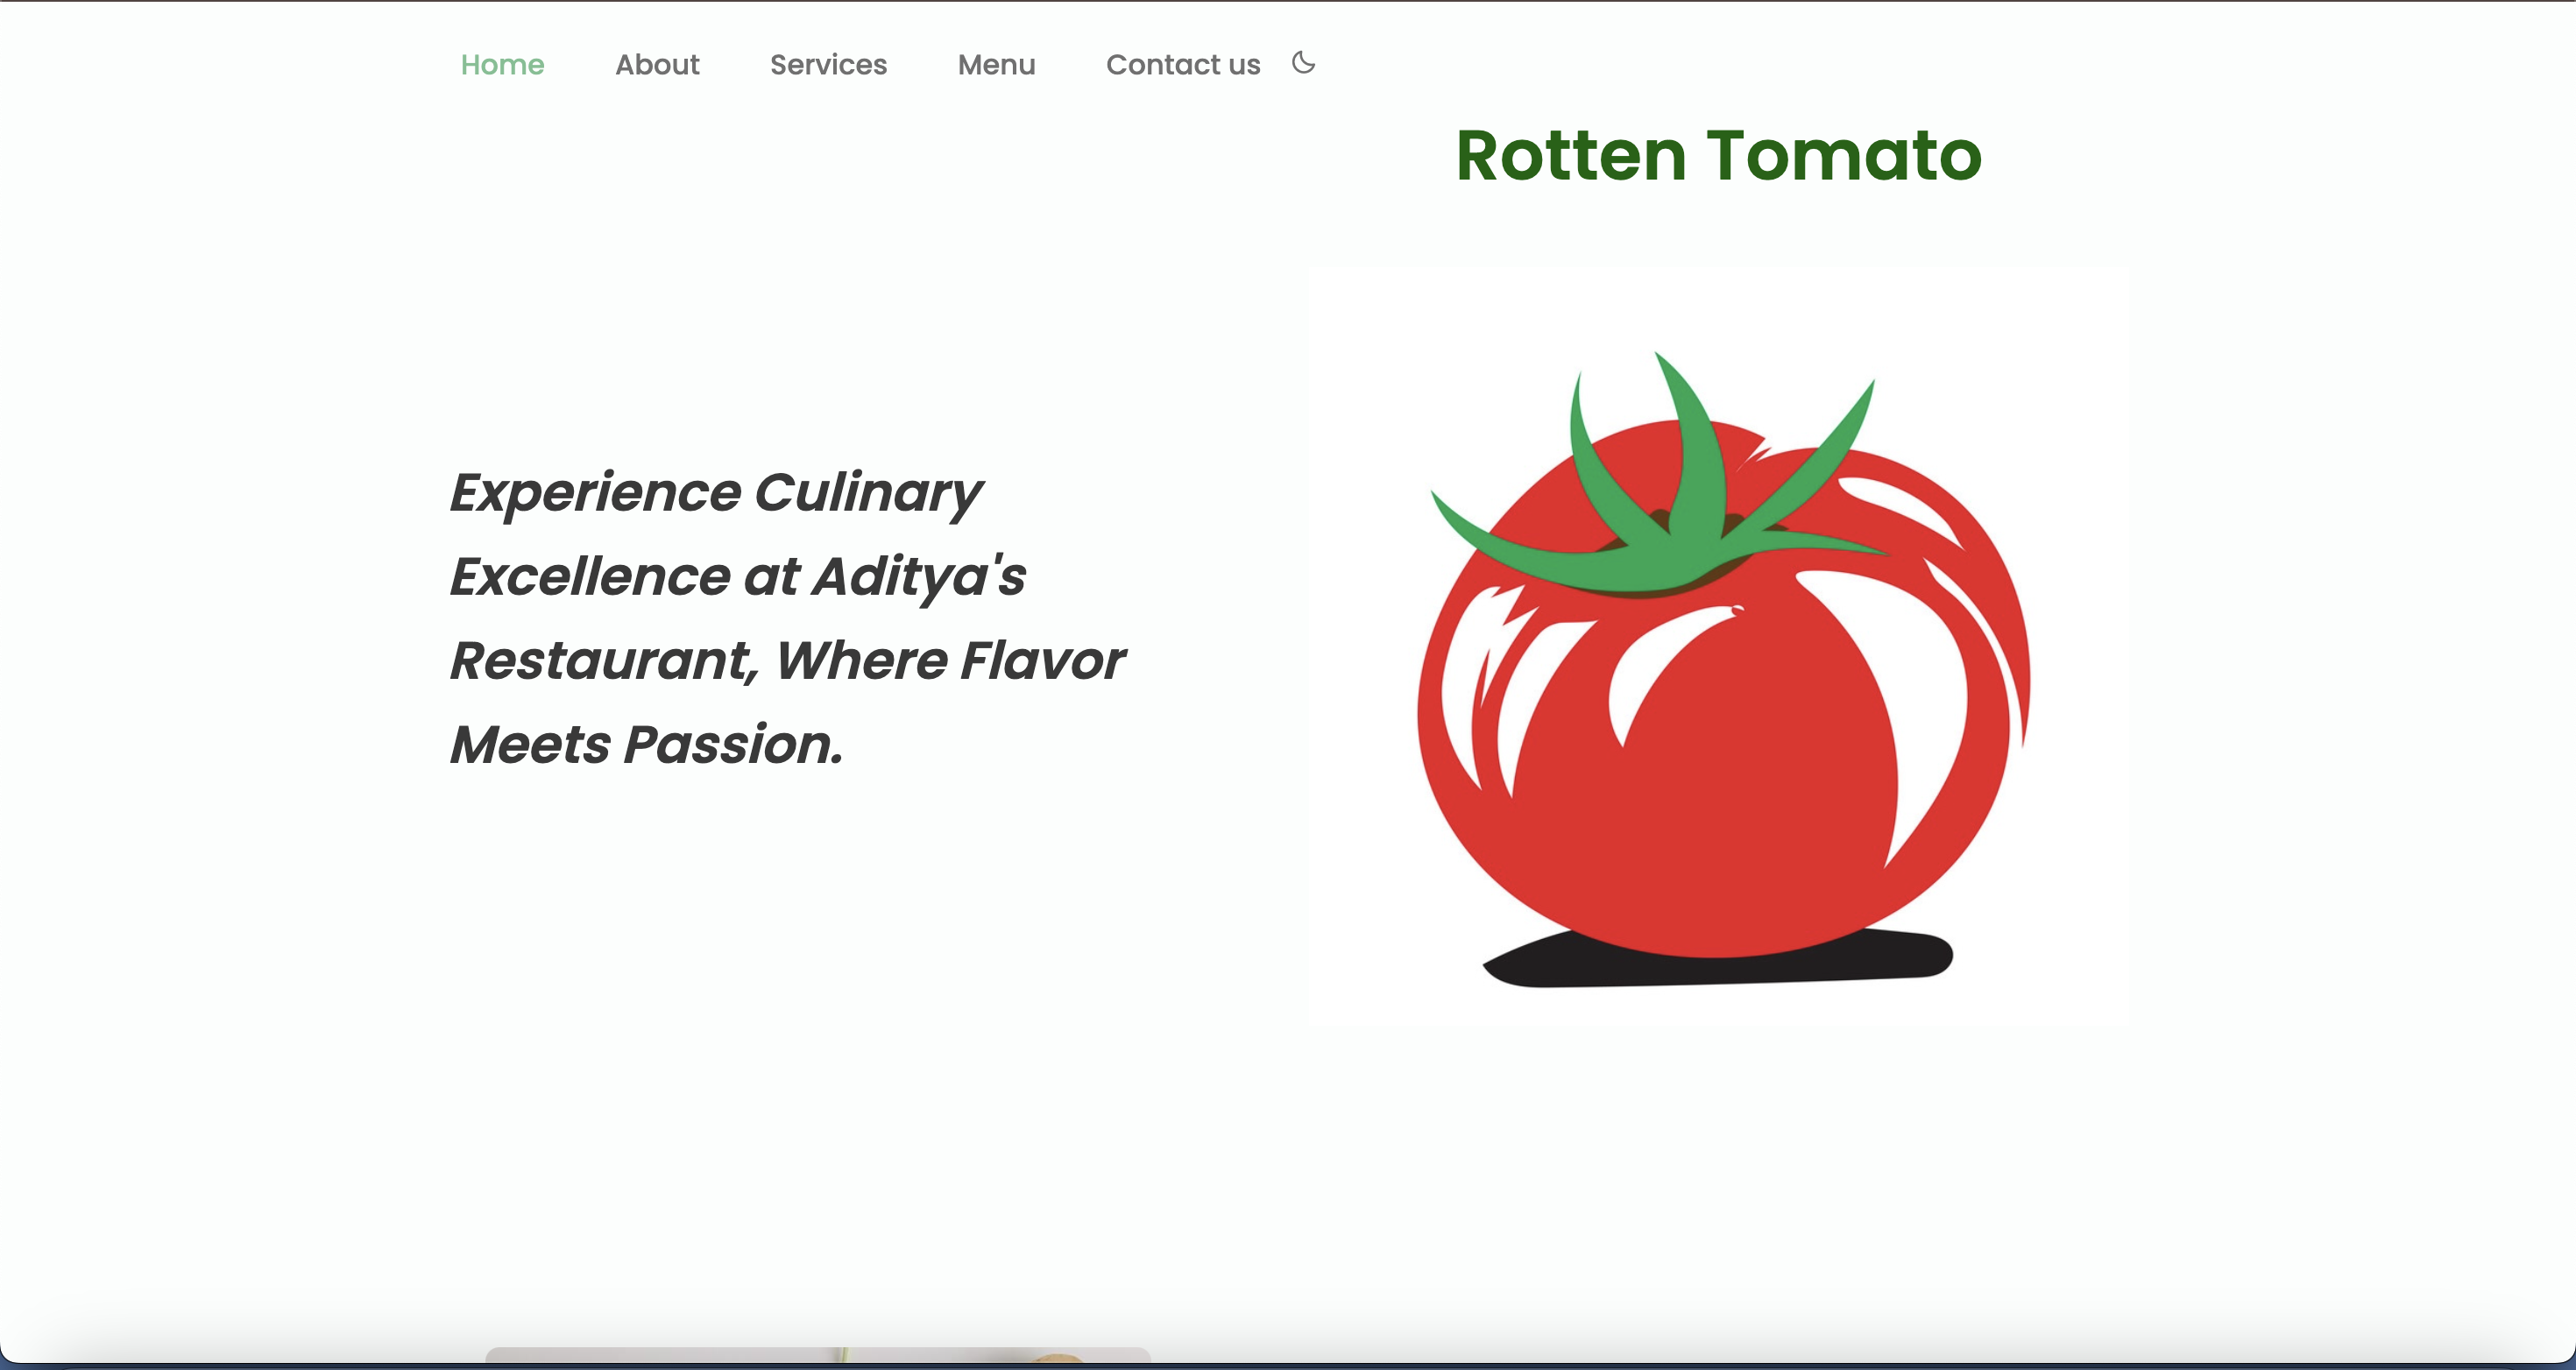 Home About Services Menu Contact us
Rotten Tomato
Experience Culinary
Excellence at Aditya's
Restaurant, Where Flavor
Meets Passion.